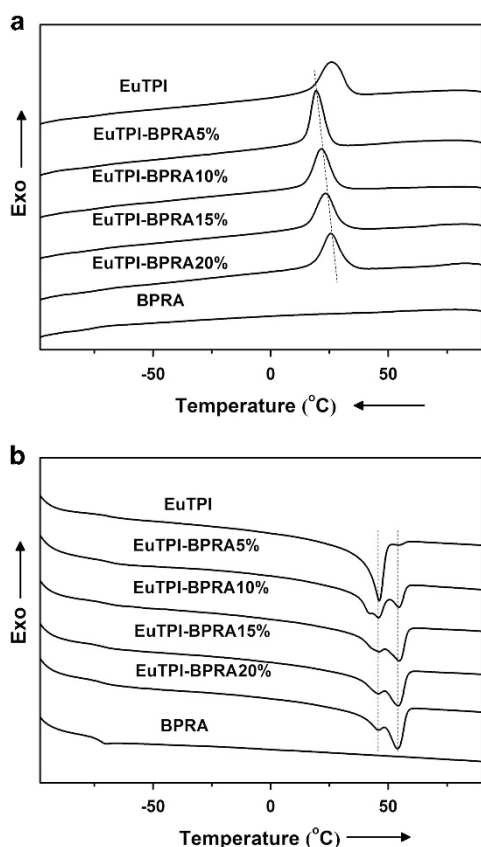 a
EuTPI
EuTPI-BPRA5%
EuTPI-BPRA10%
EuTPI-BPRA15%
EuTPI-BPRA20%
BPRA
Exo
-50 0 50
Temperature (°C)
b
EuTPI
EuTPI-BPRA5%
EuTPI-BPRA10%
EuTPI-BPRA15%
EuTPI-BPRA20%
BPRA
Exo
-50 0 50
Temperature (°C)